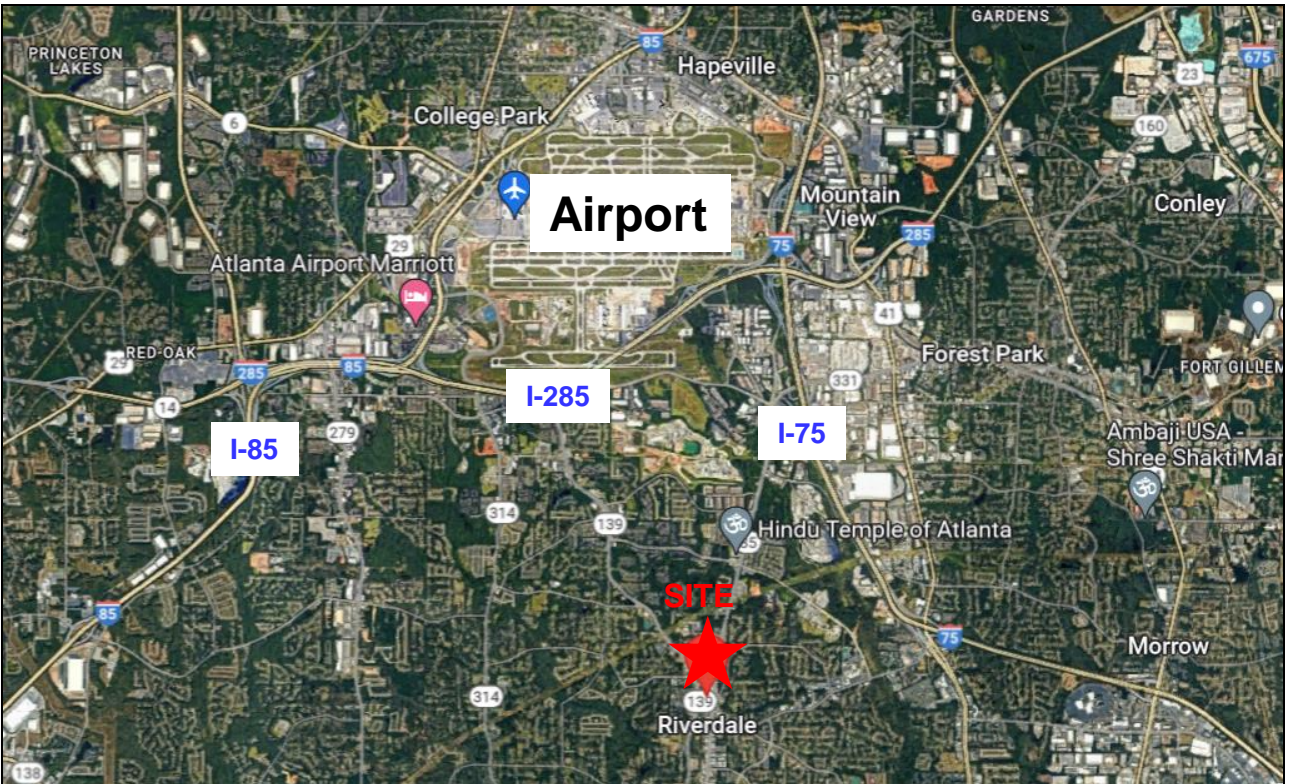 GARDENS
PRINCETON
LAKES
85
Hapeville
675
23
College Park
6
160
Airport
Mountain
View
Conley
29
75
285
Atlanta Airport Marriott
41
29
RED OAK
285
85
Forest Park
FORT GILLEM
331
I-285
14
279
I-85
I-75
Ambaji USA -
Shree Shakti Man
314
139
Hindu Temple of Atlanta
85
SITE
85
75
Morrow
314
139
Riverdale
138